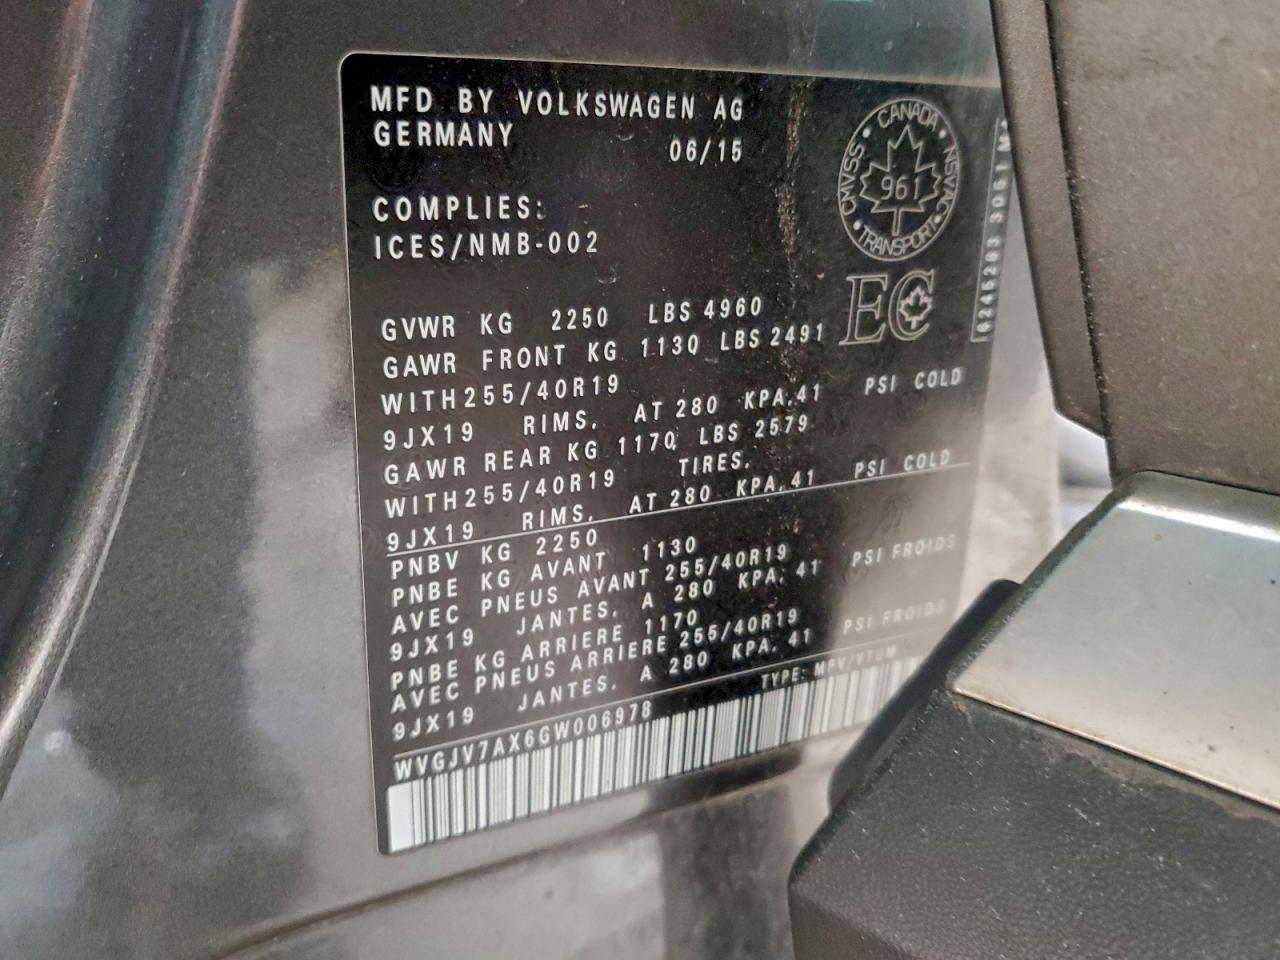 MFD BY VOLKSWAGEN AG
GERMANY 06/15
COMPLIES:
ICES/NMB-002
CANADA
CMVSS NSVAC
961
TRANSPORT
EC
GVWR KG 2250 LBS 4960
GAWR FRONT KG 1130 LBS 2491
WITH255/40R19
9JX19 RIMS, AT 280 KPA,41 PSI COLD
GAWR REAR KG 1170 LBS 2579
WITH255/40R19 TIRES,
9JX19 RIMS, AT 280 KPA,41 PSI COLD
PNBV KG 2250
PNBE KG AVANT 1130
AVEC PNEUS AVANT 255/40R19
9JX19 JANTES, A 280 KPA, 41 PSI FROIDS
PNBE KG ARRIERE 1170
AVEC PNEUS ARRIERE 255/40R19
9JX19 JANTES, A 280 KPA, 41 PSI FROIDS
WVGJV7AX6GW006978 TYPE: MPV/VTUM